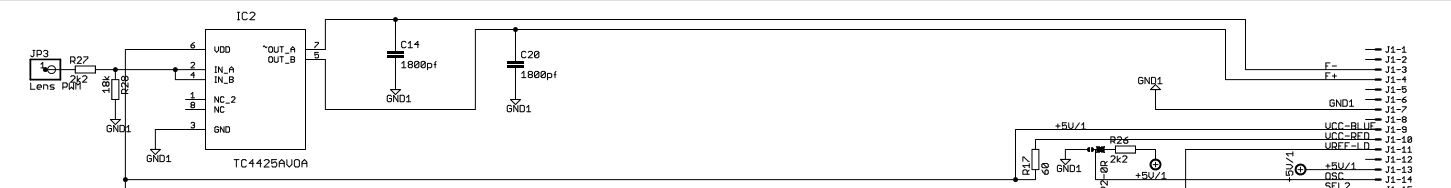 IC2
JP3
1
Lens PWM
R27
2k2
18k
R28
GND1
6
2
4
1
8
3
VDD
IN_A
IN_B
NC_2
NC
GND
~OUT_A
OUT_B
7
5
TC4425AVOA
GND1
C14
1800pf
GND1
C20
1800pf
GND1
+5V/1
R17
60
GND1
R26
2k2
+5V/1
GND1
+5V/1
F-
F+
GND1
VCC-BLUE
VCC-RED
VREF-LD
+5V/1
OSC
SEL2
J1-1
J1-2
J1-3
J1-4
J1-5
J1-6
J1-7
J1-8
J1-9
J1-10
J1-11
J1-12
J1-13
J1-14